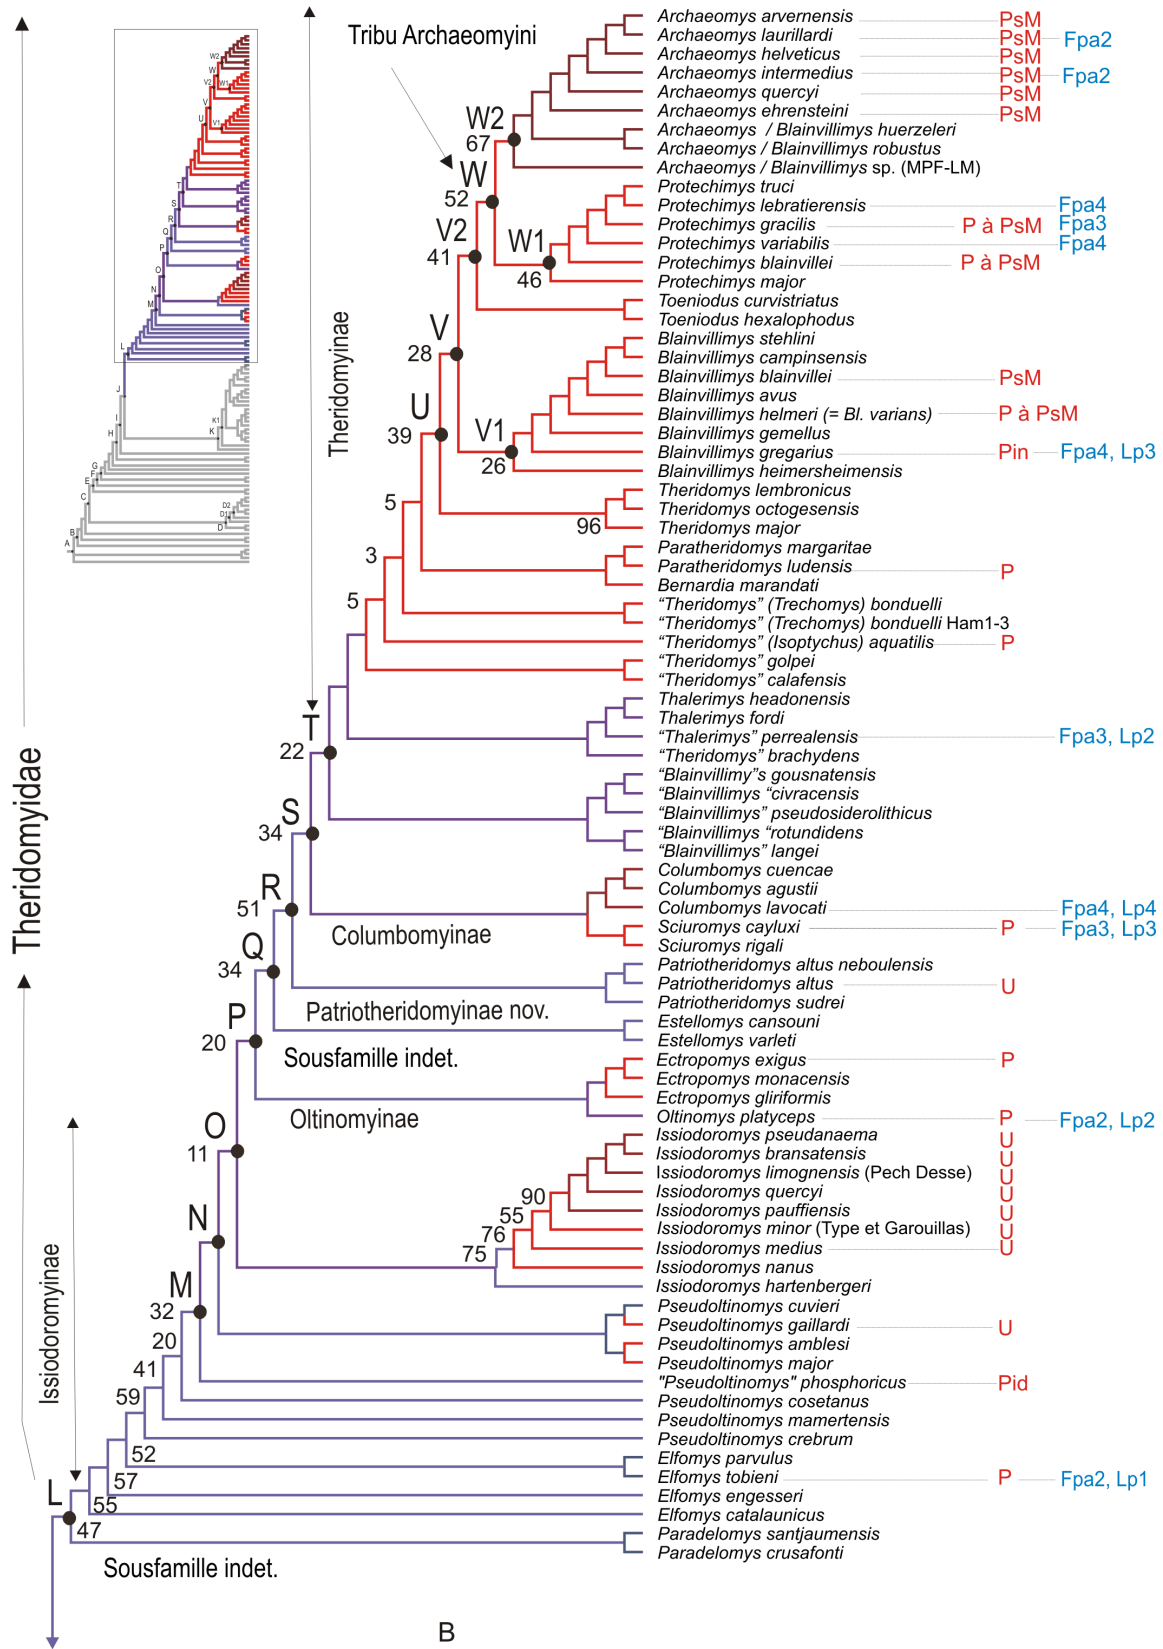 Tribu Archaeomyini
Theridomyidae
Theridomyinae
Issiodoromyinae
Archaeomys arvernensis PsM
Archaeomys laurillardi PsM Fpa2
Archaeomys helveticus PsM
Archaeomys intermedius PsM Fpa2
Archaeomys quercyi PsM
Archaeomys ehrensteini PsM
W2
67
Archaeomys / Blainvillimys huerzeleri
Archaeomys / Blainvillimys robustus
Archaeomys / Blainvillimys sp. (MPF-LM)
W
52
Protechimys truci
Protechimys lebratierensis Fpa4
Protechimys gracilis P à PsM Fpa3
V2
41
W1
46
Protechimys variabilis Fpa4
Protechimys blainvillei P à PsM
Protechimys major
Toeniodus curvistriatus
Toeniodus hexalophodus
V
28
Blainvillimys stehlini
Blainvillimys campinsensis
Blainvillimys blainvillei PsM
Blainvillimys avus
Blainvillimys helmeri (= Bl. varians) P à PsM
U
39
V1
26
Blainvillimys gemellus
Blainvillimys gregarius Pin Fpa4, Lp3
Blainvillimys heimersheimensis
5
Theridomys lembronicus
Theridomys octogesensis
96
Theridomys major
3
Paratheridomys margaritae
Paratheridomys ludensis P
Bernardia marandati
5
“Theridomys” (Trechomys) bonduelli
“Theridomys” (Trechomys) bonduelli Ham1-3
“Theridomys” (Isoptychus) aquatilis P
“Theridomys” golpei
“Theridomys” calafensis
T
22
Thalerimys headonensis
Thalerimys fordi
“Thalerimys” perrealensis Fpa3, Lp2
“Theridomys” brachydens
“Blainvillimy”s gousnatensis
“Blainvillimys “civracensis
“Blainvillimys” pseudosiderolithicus
S
34
“Blainvillimys “rotundidens
“Blainvillimys” langei
R
51
Columbomys cuencae
Columbomys agustii
Columbomys lavocati Fpa4, Lp4
Columbomyinae
Sciuromys cayluxi P Fpa3, Lp3
Sciuromys rigali
Q
34
Patriotheridomys altus neboulensis
Patriotheridomys altus U
Patriotheridomys sudrei
Patriotheridomyinae nov.
P
20
Estellomys cansouni
Estellomys varleti
Sousfamille indet.
Ectropomys exigus P
Ectropomys monacensis
Ectropomys gliriformis
Oltinomys platyceps P Fpa2, Lp2
Oltinomyinae
O
11
Issiodoromys pseudanaema U
Issiodoromys bransatensis U
Issiodoromys limognensis (Pech Desse) U
Issiodoromys quercyi U
90
Issiodoromys pauffiensis U
55
Issiodoromys minor (Type et Garouillas) U
76
Issiodoromys medius U
75
Issiodoromys nanus
Issiodoromys hartenbergeri
N
M
32
Pseudoltinomys cuvieri
Pseudoltinomys gaillardi U
20
Pseudoltinomys amblesi
Pseudoltinomys major
41
"Pseudoltinomys" phosphoricus Pid
59
Pseudoltinomys cosetanus
Pseudoltinomys mamertensis
Pseudoltinomys crebrum
52
Elfomys parvulus
Elfomys tobieni P Fpa2, Lp1
57
Elfomys engesseri
55
Elfomys catalaunicus
L
47
Paradelomys santjaumensis
Paradelomys crusafonti
Sousfamille indet.
B
W2
W
V2
W1
V
U
V1
T
S
R
Q
P
O
N
M
L
J
I
H
K1
K
G
F
E
C
D2
D1
D
B
A